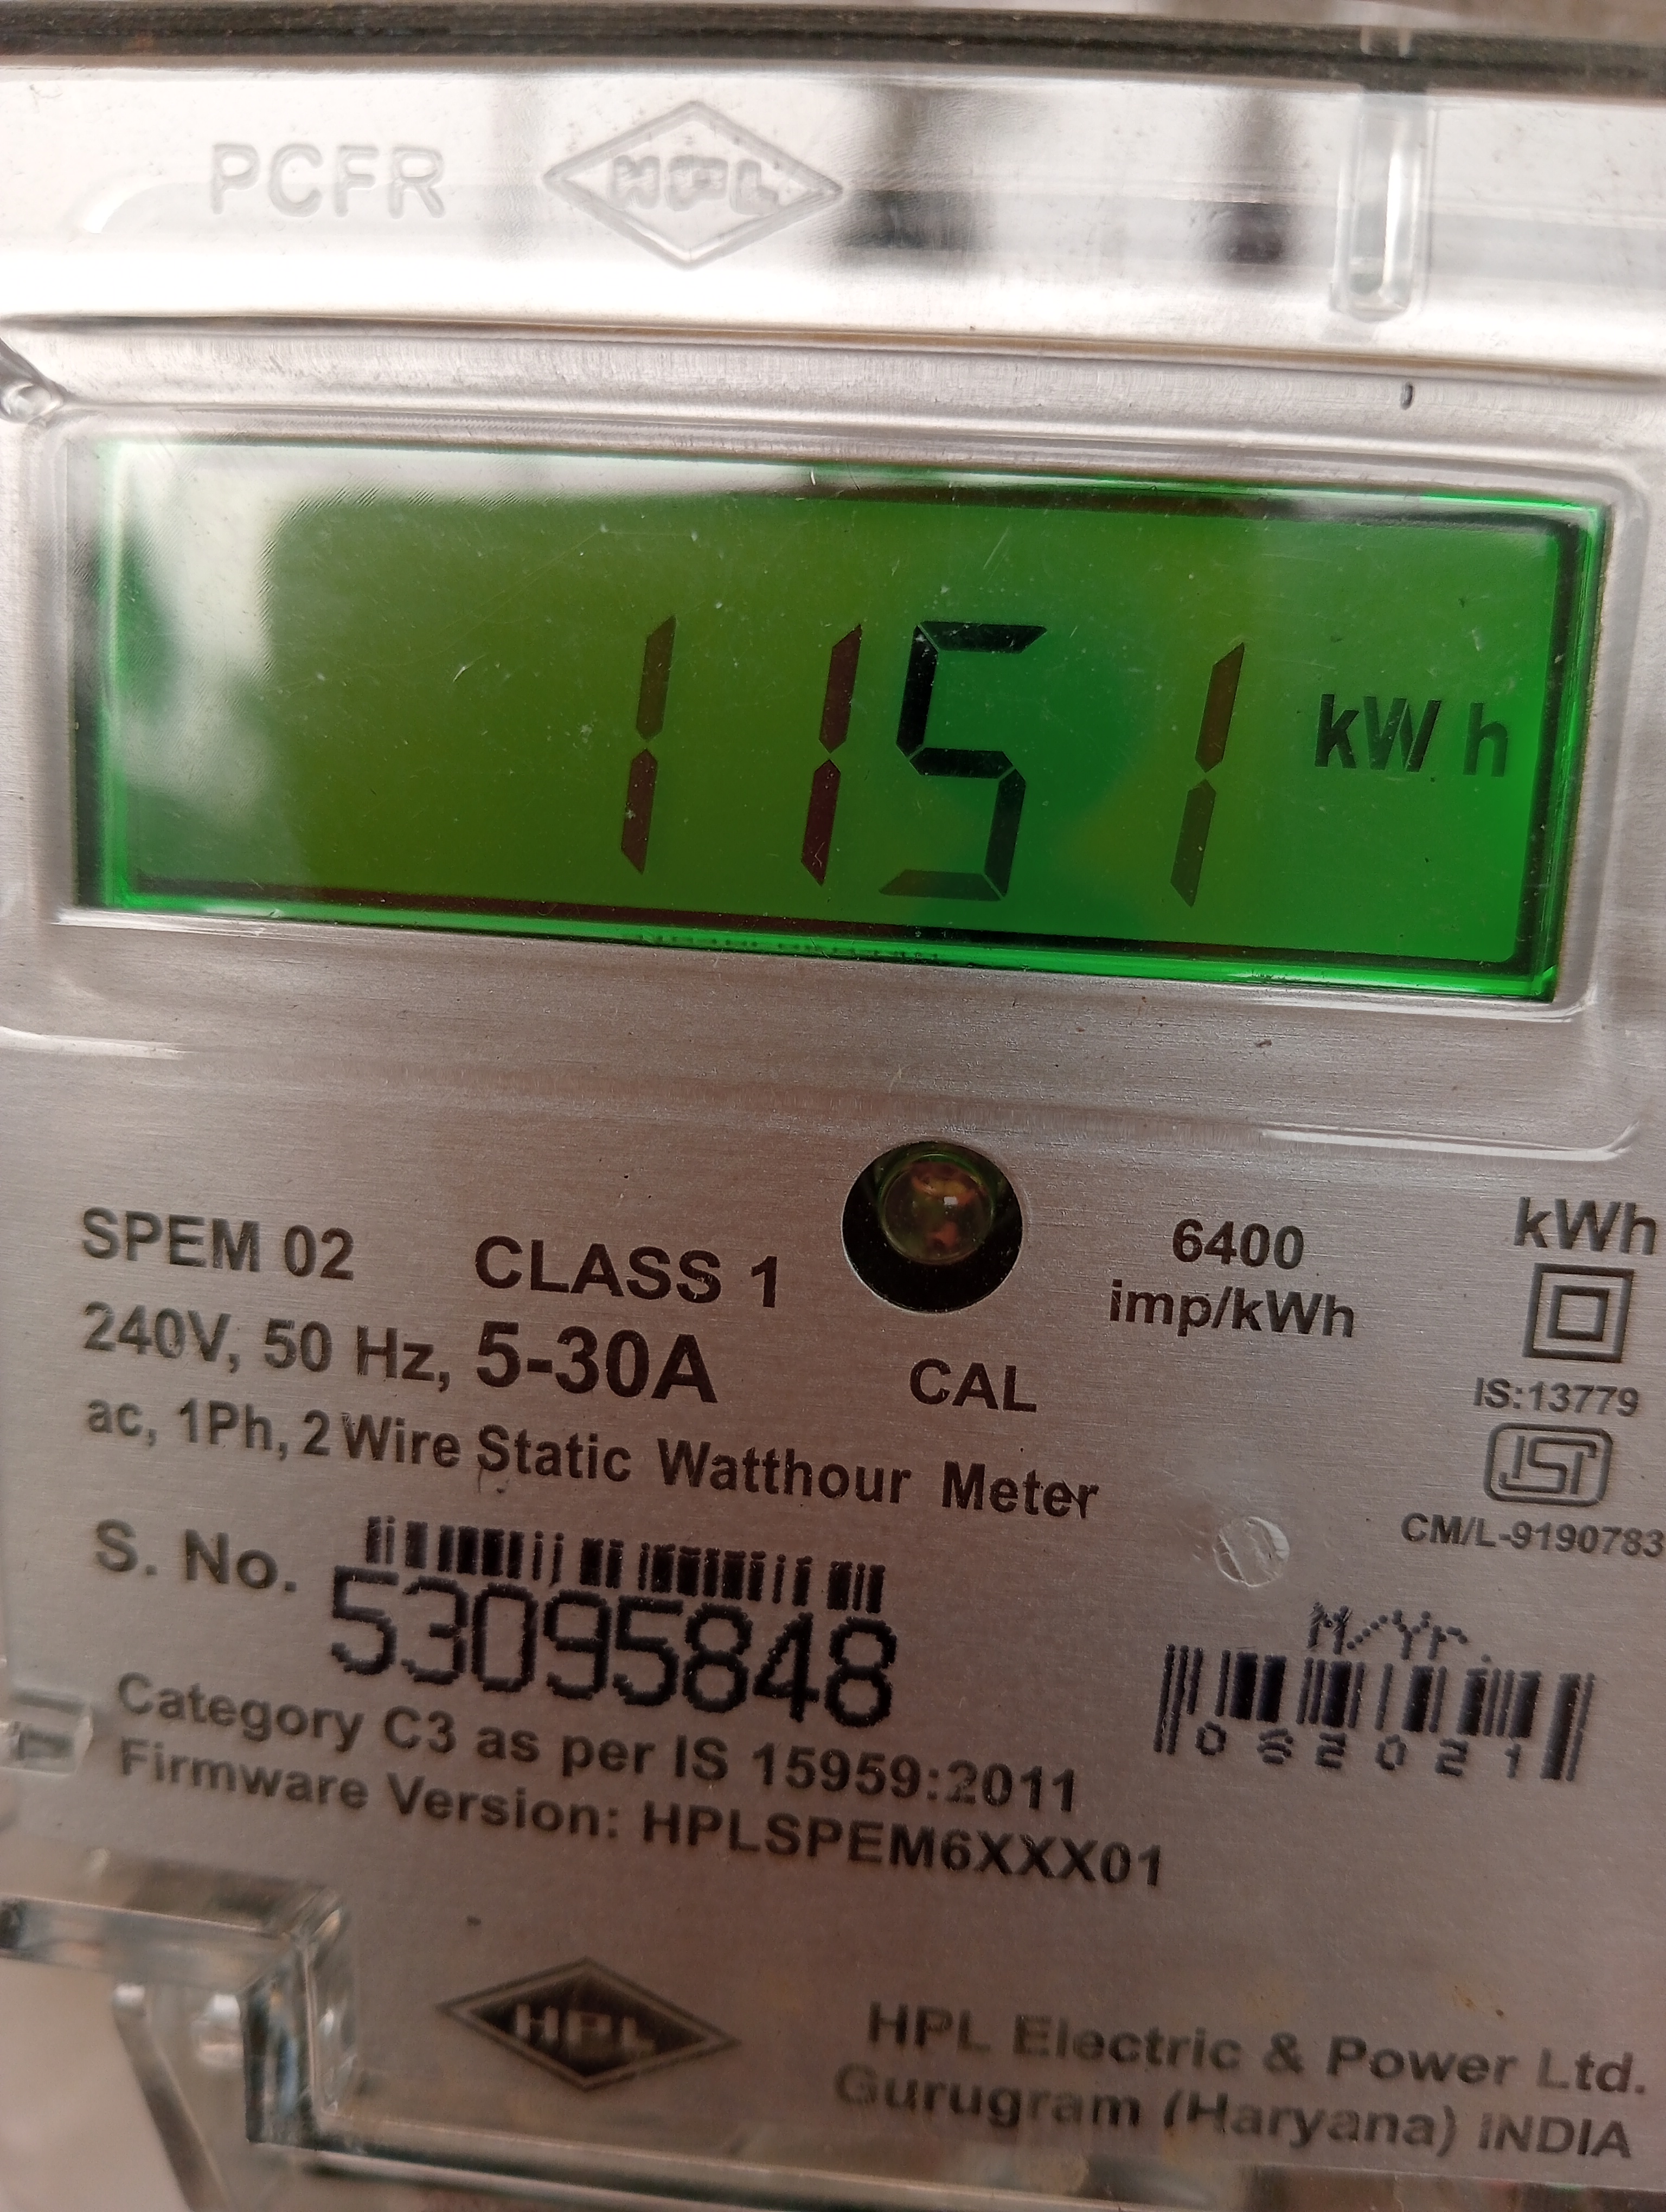 PCFR HPL
1151 kWh
SPEM 02 CLASS 1
6400 imp/kWh
kWh
240V, 50 Hz, 5-30A
CAL
IS:13779
ac, 1Ph, 2 Wire Static Watthour Meter
ISI
CM/L-9190783
S. No. 53095848
M/Yr.
062021
Category C3 as per IS 15959:2011
Firmware Version: HPLSPEM6XXX01
HPL
HPL Electric & Power Ltd.
Gurugram (Haryana) INDIA